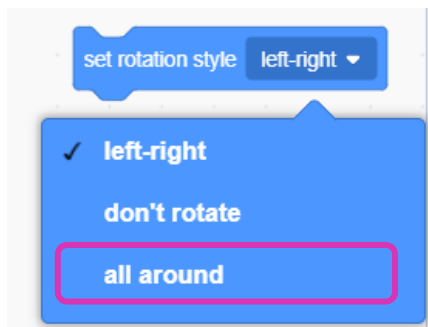 set rotation style left-right
left-right
don't rotate
all around